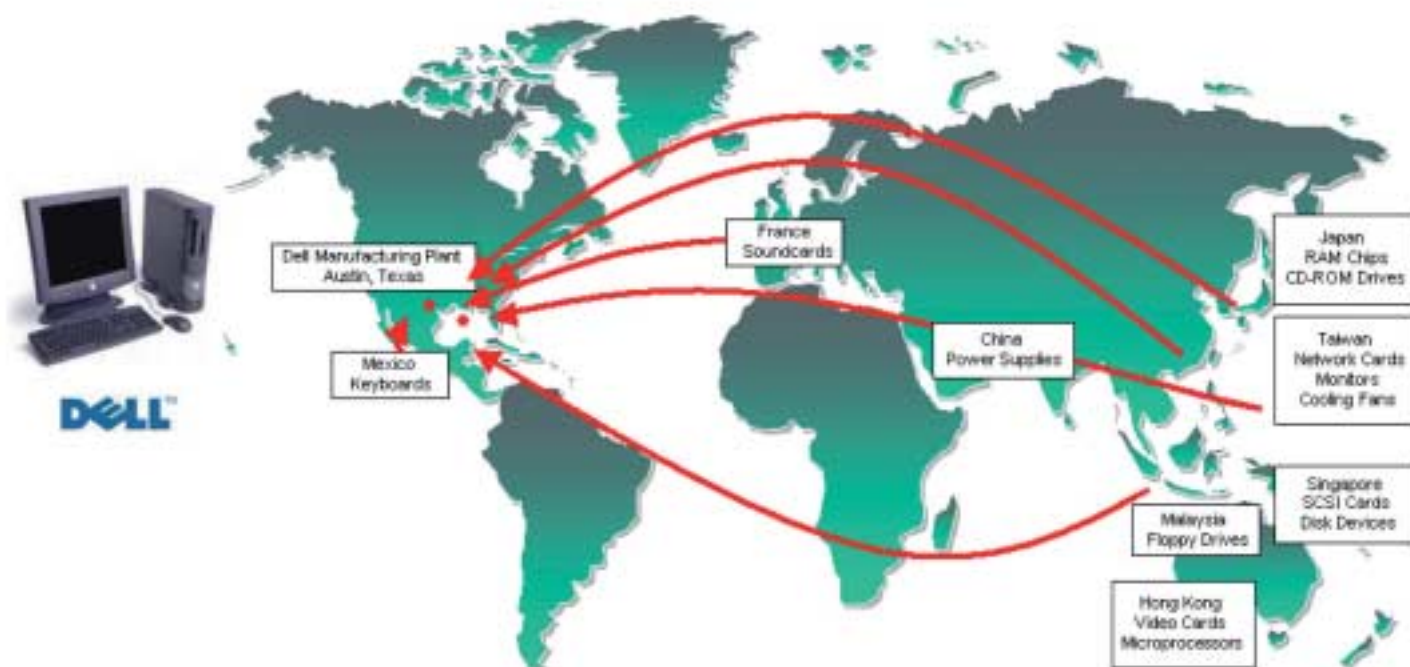 Dell Manufacturing Plant
Austin, Texas
Mexico
Keyboards
DELL™
France
Soundcards
China
Power Supplies
Japan
RAM Chips
CD-ROM Drives
Taiwan
Network Cards
Monitors
Cooling Fans
Singapore
SCSI Cards
Disk Devices
Malaysia
Floppy Drives
Hong Kong
Video Cards
Microprocessors